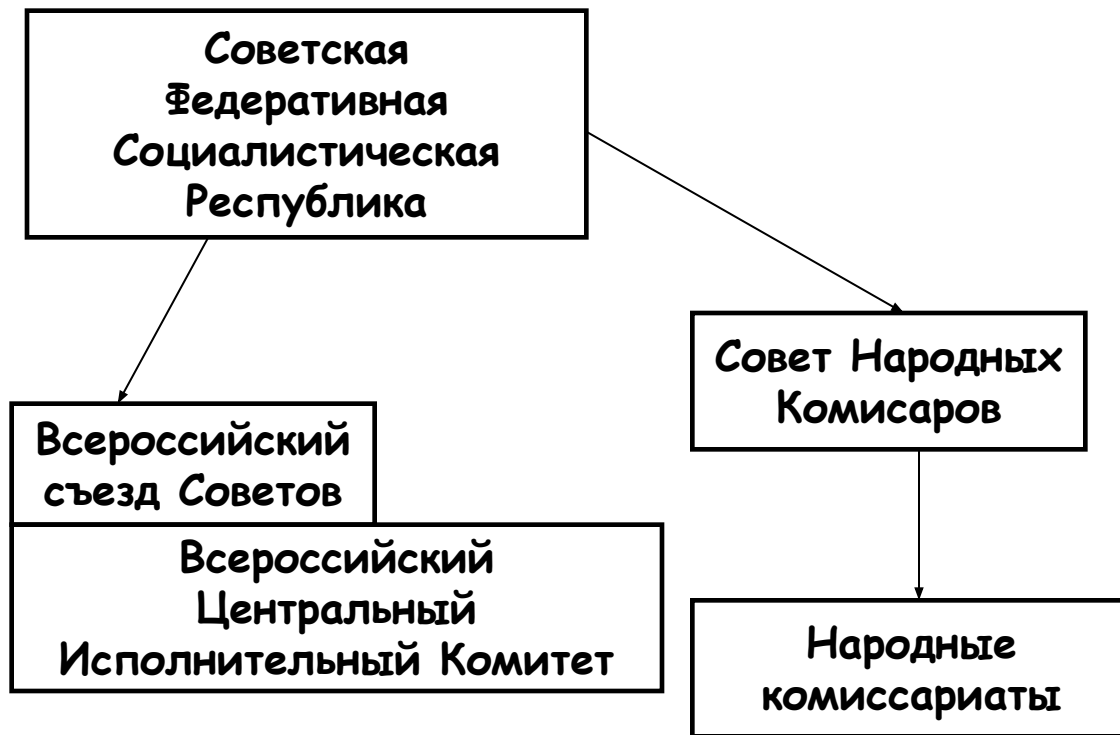 Советская
Федеративная
Социалистическая
Республика
Совет Народных
Комисаров
Всероссийский
съезд Советов
Всероссийский
Центральный
Исполнительный Комитет
Народные
комиссариаты